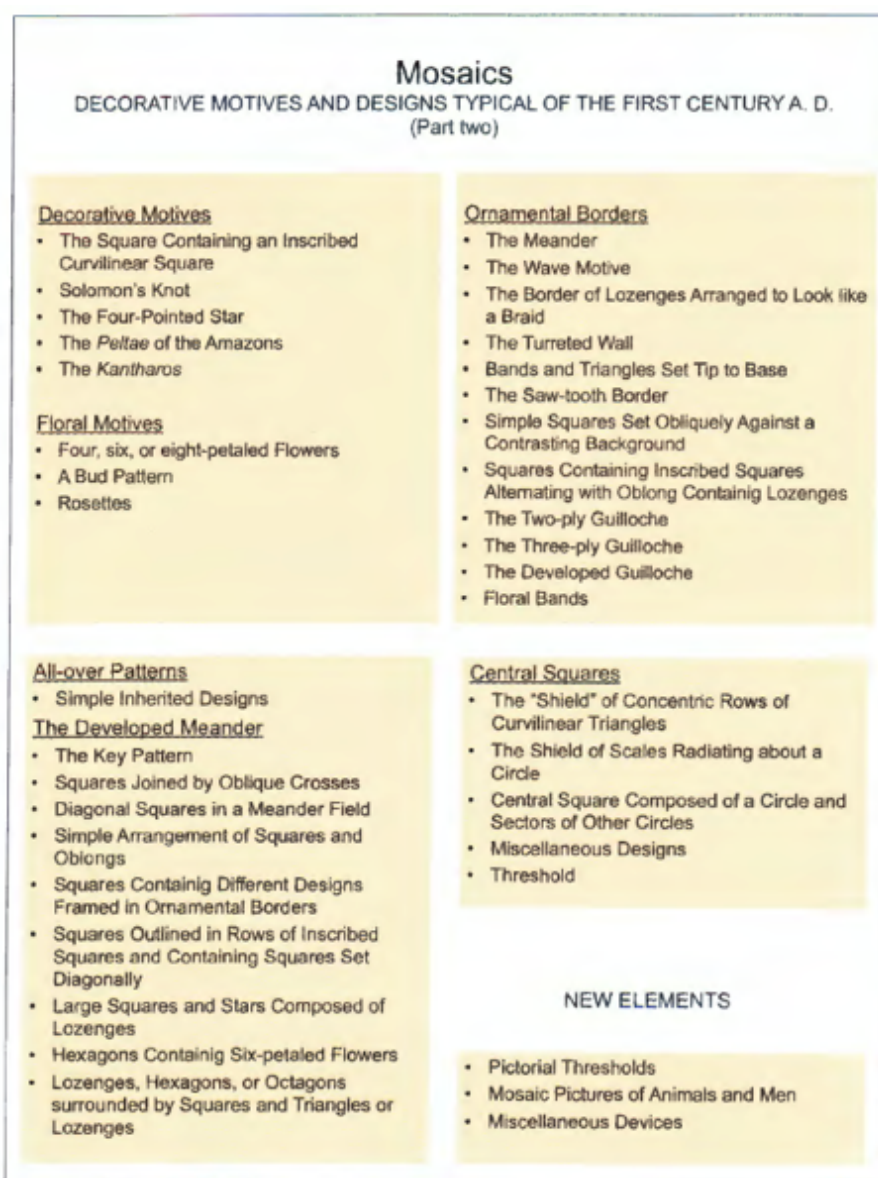 Mosaics
DECORATIVE MOTIVES AND DESIGNS TYPICAL OF THE FIRST CENTURY A. D.
(Part two)
Decorative Motives
• The Square Containing an Inscribed
Curvilinear Square
• Solomon's Knot
• The Four-Pointed Star
• The Peltae of the Amazons
• The Kantharos
Floral Motives
• Four, six, or eight-petaled Flowers
• A Bud Pattern
• Rosettes
Ornamental Borders
• The Meander
• The Wave Motive
• The Border of Lozenges Arranged to Look like
a Braid
• The Turreted Wall
• Bands and Triangles Set Tip to Base
• The Saw-tooth Border
• Simple Squares Set Obliquely Against a
Contrasting Background
• Squares Containing Inscribed Squares
Alternating with Oblong Containig Lozenges
• The Two-ply Guilloche
• The Three-ply Guilloche
• The Developed Guilloche
• Floral Bands
All-over Patterns
• Simple Inherited Designs
The Developed Meander
• The Key Pattern
• Squares Joined by Oblique Crosses
• Diagonal Squares in a Meander Field
• Simple Arrangement of Squares and
Oblongs
• Squares Containig Different Designs
Framed in Ornamental Borders
• Squares Outlined in Rows of Inscribed
Squares and Containing Squares Set
Diagonally
• Large Squares and Stars Composed of
Lozenges
• Hexagons Containig Six-petaled Flowers
• Lozenges, Hexagons, or Octagons
surrounded by Squares and Triangles or
Lozenges
Central Squares
• The "Shield" of Concentric Rows of
Curvilinear Triangles
• The Shield of Scales Radiating about a
Circle
• Central Square Composed of a Circle and
Sectors of Other Circles
• Miscellaneous Designs
• Threshold
NEW ELEMENTS
• Pictorial Thresholds
• Mosaic Pictures of Animals and Men
• Miscellaneous Devices